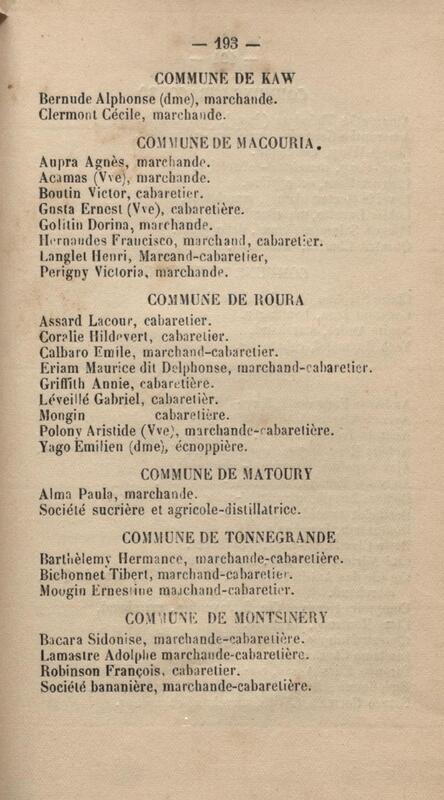 — 193 —
COMMUNE DE KAW
Bernude Alphonse (dme), marchande.
Clermont Cécile, marchande.
COMMUNE DE MACOURIA.
Aupra Agnès, marchande.
Acamas (Vve), marchande.
Boutin Victor, cabaretier.
Gusta Ernest (Vve), cabaretière.
Golitin Dorina, marchande.
Hernandes Francisco, marchand, cabaretier.
Langlet Henri, Marcand-cabaretier,
Perigny Victoria, marchande.
COMMUNE DE ROURA
Assard Lacour, cabaretier.
Coralie Hildevert, cabaretier.
Calbaro Emile, marchand-cabaretier.
Eriam Maurice dit Delphonse, marchand-cabaretier.
Griffith Annie, cabaretière.
Léveillé Gabriel, cabaretièr.
Mongin cabaretière.
Polony Aristide (Vve), marchande-cabaretière.
Yago Emilien (dme), écnoppière.
COMMUNE DE MATOURY
Alma Paula, marchande.
Société sucrière et agricole-distillatrice.
COMMUNE DE TONNEGRANDE
Barthèlemy Hermance, marchande-cabaretière.
Bichonnet Tibert, marchand-cabaretier.
Mougin Ernestine marchand-cabaretier.
COMMUNE DE MONTSINERY
Bacara Sidonise, marchande-cabaretière.
Lamastre Adolphe marchande-cabaretière.
Robinson François, cabaretier.
Société bananière, marchande-cabaretière.